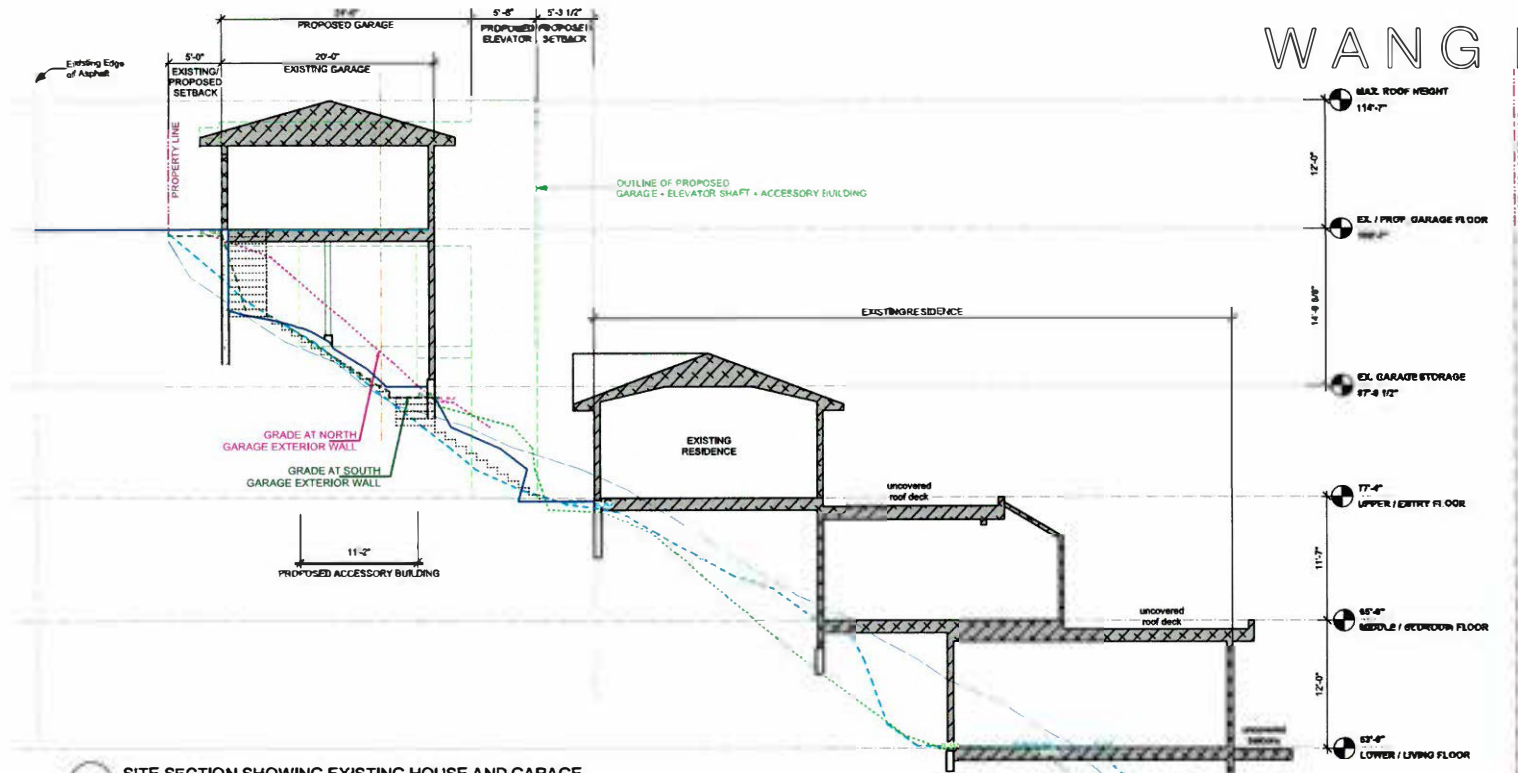 PROPOSED GARAGE
5'-8"
5'-3 1/2"
PROPOSED ELEVATOR
PROPOSED SETBACK
WANG
Existing Edge
of Asphalt
5'-0"
20'-0"
EXISTING/
PROPOSED
SETBACK
EXISTING GARAGE
MAX. ROOF HEIGHT
114'-7"
PROPERTY LINE
12'-0"
OUTLINE OF PROPOSED
GARAGE + ELEVATOR SHAFT + ACCESSORY BUILDING
EX. / PROP. GARAGE FLOOR
EXISTING RESIDENCE
EX. GARAGE STORAGE
GRADE AT NORTH
GARAGE EXTERIOR WALL
EXISTING
RESIDENCE
GRADE AT SOUTH
GARAGE EXTERIOR WALL
uncovered
roof deck
UPPER / ENTRY FLOOR
11'-2"
PROPOSED ACCESSORY BUILDING
11'-7"
uncovered
roof deck
MIDDLE / BEDROOM FLOOR
12'-0"
uncovered
balcony
LOWER / LIVING FLOOR
SITE SECTION SHOWING EXISTING HOUSE AND GARAGE